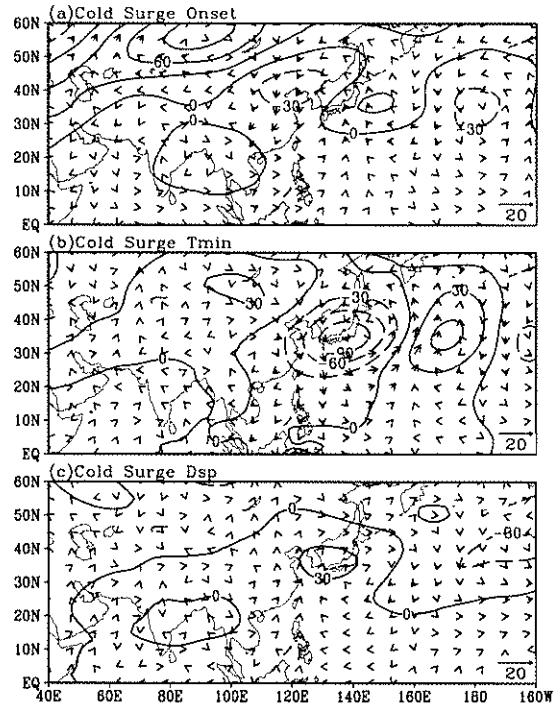 (a)Cold Surge Onset
60N
50N
40N
30N
20N
10N
EQ
60
0
30
0
0
30
20
(b)Cold Surge Tmin
60N
50N
40N
30N
20N
10N
EQ
30
30
30
90
60
0
0
0
20
(c)Cold Surge Dsp
60N
50N
40N
30N
20N
10N
EQ
0
30
30
0
0
20
40E 60E 80E 100E 120E 140E 160E 180 160W